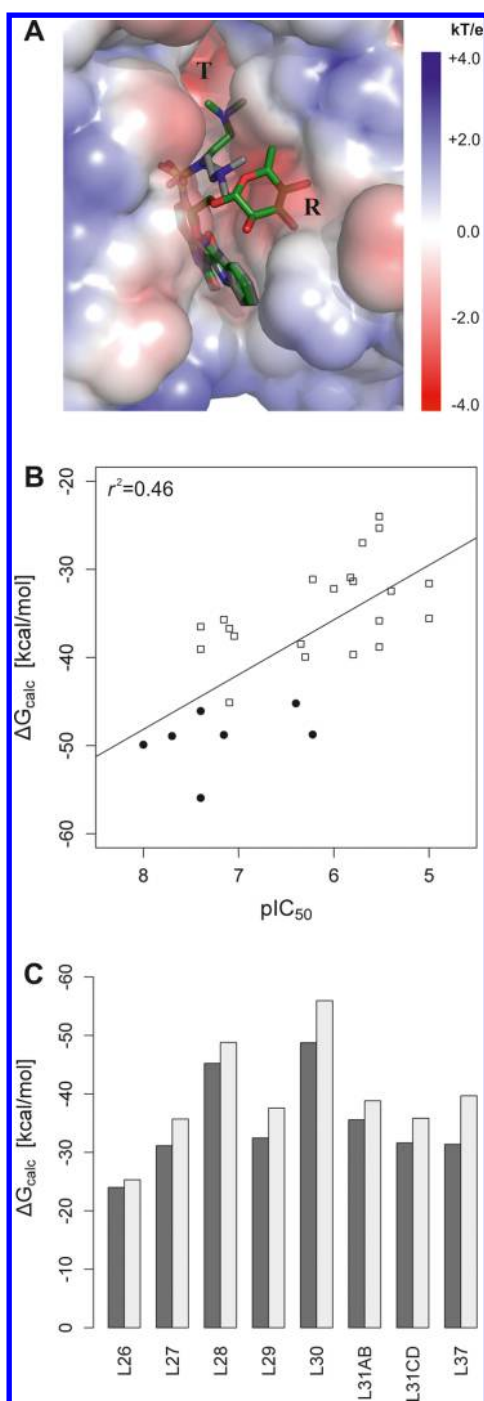 A
kT/e
T
R
+4.0
+2.0
0.0
-2.0
-4.0
B
r²=0.46
ΔGcalc [kcal/mol]
-20
-30
-40
-50
-60
8 7 6 5
pIC50
C
ΔGcalc [kcal/mol]
-60
-50
-40
-30
-20
-10
0
L26 L27 L28 L29 L30 L31AB L31CD L37